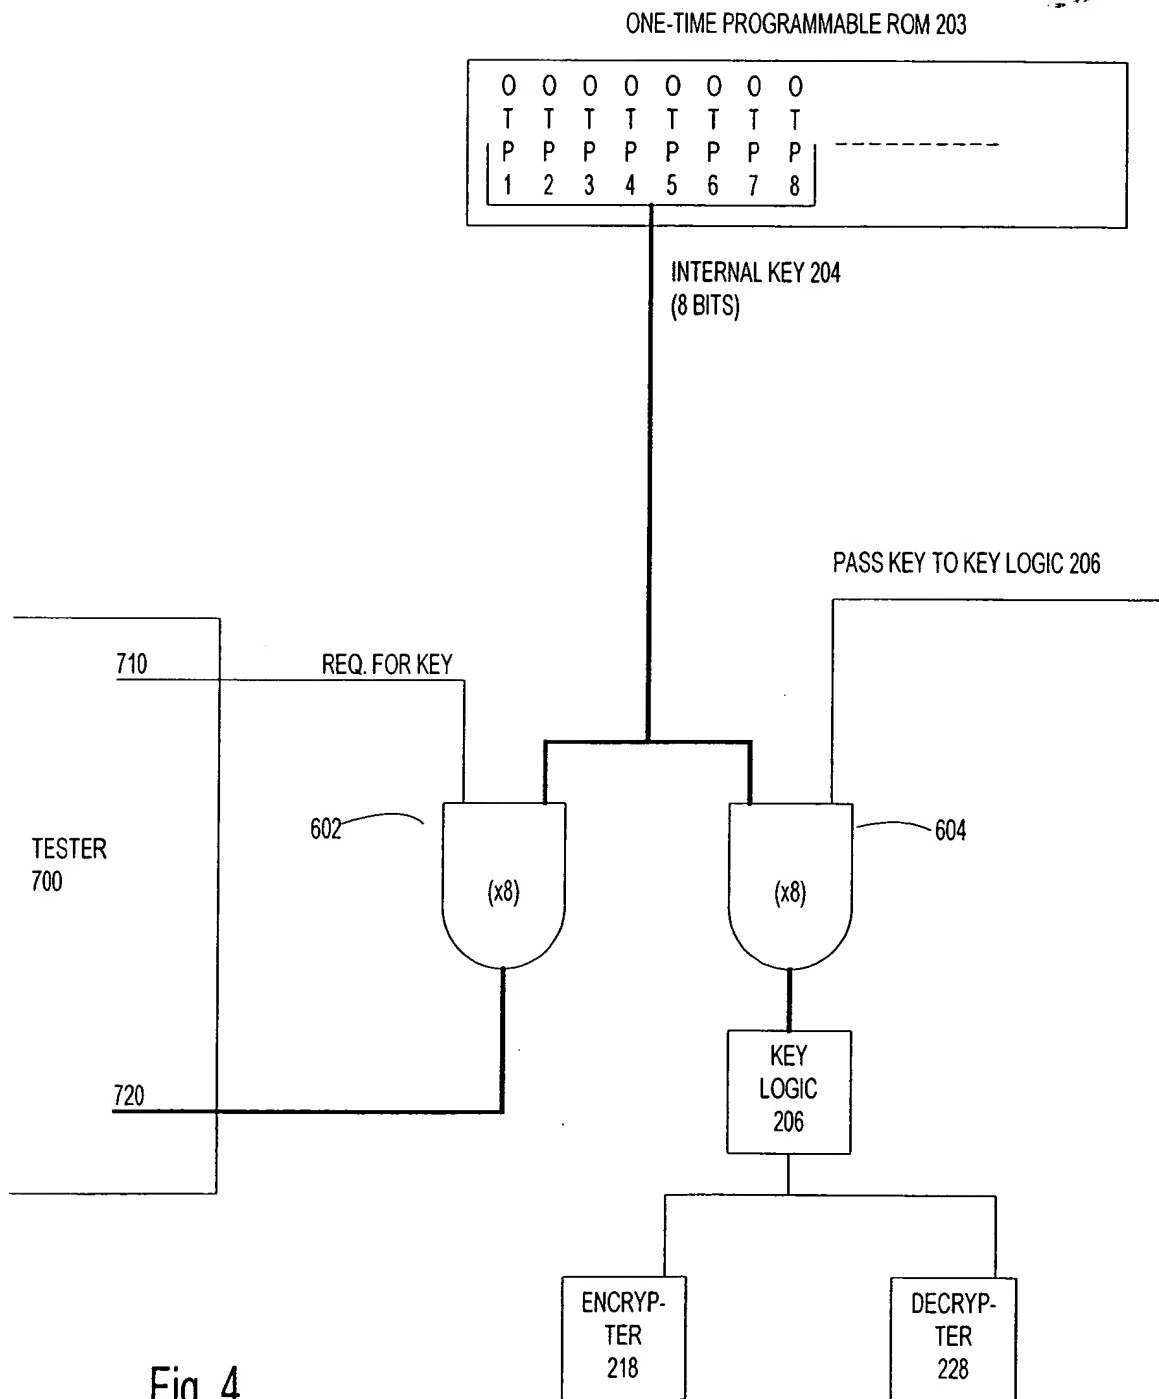 ONE-TIME PROGRAMMABLE ROM 203
O O O O O O O O
T T T T T T T T
P P P P P P P P
1 2 3 4 5 6 7 8
INTERNAL KEY 204
(8 BITS)
PASS KEY TO KEY LOGIC 206
710
REQ. FOR KEY
602
604
TESTER
700
(x8)
(x8)
720
KEY
LOGIC
206
ENCRYP-
TER
218
DECRYP-
TER
228
Fig. 4